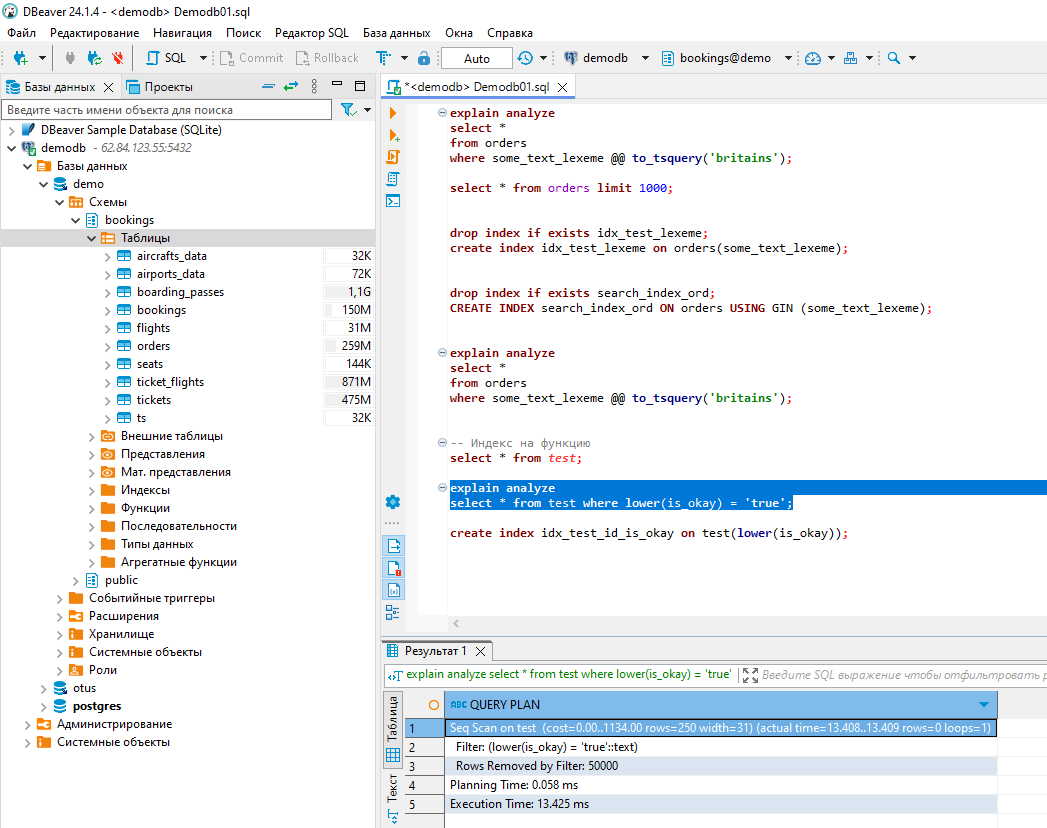 DBeaver 24.1.4 - <demodb> Demodb01.sql
Файл Редактирование Навигация Поиск Редактор SQL База данных Окна Справка
SQL Commit Rollback Auto demodb bookings@demo
Базы данных Проекты
Введите часть имени объекта для поиска
DBeaver Sample Database (SQLite)
demodb - 62.84.123.55:5432
Базы данных
demo
Схемы
bookings
Таблицы
aircrafts_data 32K
airports_data 72K
boarding_passes 1,1G
bookings 150M
flights 31M
orders 259M
seats 144K
ticket_flights 871M
tickets 475M
ts 32K
Внешние таблицы
Представления
Мат. представления
Индексы
Функции
Последовательности
Типы данных
Агрегатные функции
public
Событийные триггеры
Расширения
Хранилище
Системные объекты
Роли
otus
postgres
Администрирование
Системные объекты
*<demodb> Demodb01.sql
explain analyze
select *
from orders
where some_text_lexeme @@ to_tsquery('britains');
select * from orders limit 1000;
drop index if exists idx_test_lexeme;
create index idx_test_lexeme on orders(some_text_lexeme);
drop index if exists search_index_ord;
CREATE INDEX search_index_ord ON orders USING GIN (some_text_lexeme);
explain analyze
select *
from orders
where some_text_lexeme @@ to_tsquery('britains');
-- Индекс на функцию
select * from test;
explain analyze
select * from test where lower(is_okay) = 'true';
create index idx_test_id_is_okay on test(lower(is_okay));
Результат 1
explain analyze select * from test where lower(is_okay) = 'true' Введите SQL выражение чтобы отфильтровать
Таблица
Текст
ABC QUERY PLAN
1 Seq Scan on test (cost=0.00..1134.00 rows=250 width=31) (actual time=13.408..13.409 rows=0 loops=1)
2 Filter: (lower(is_okay) = 'true'::text)
3 Rows Removed by Filter: 50000
4 Planning Time: 0.058 ms
5 Execution Time: 13.425 ms